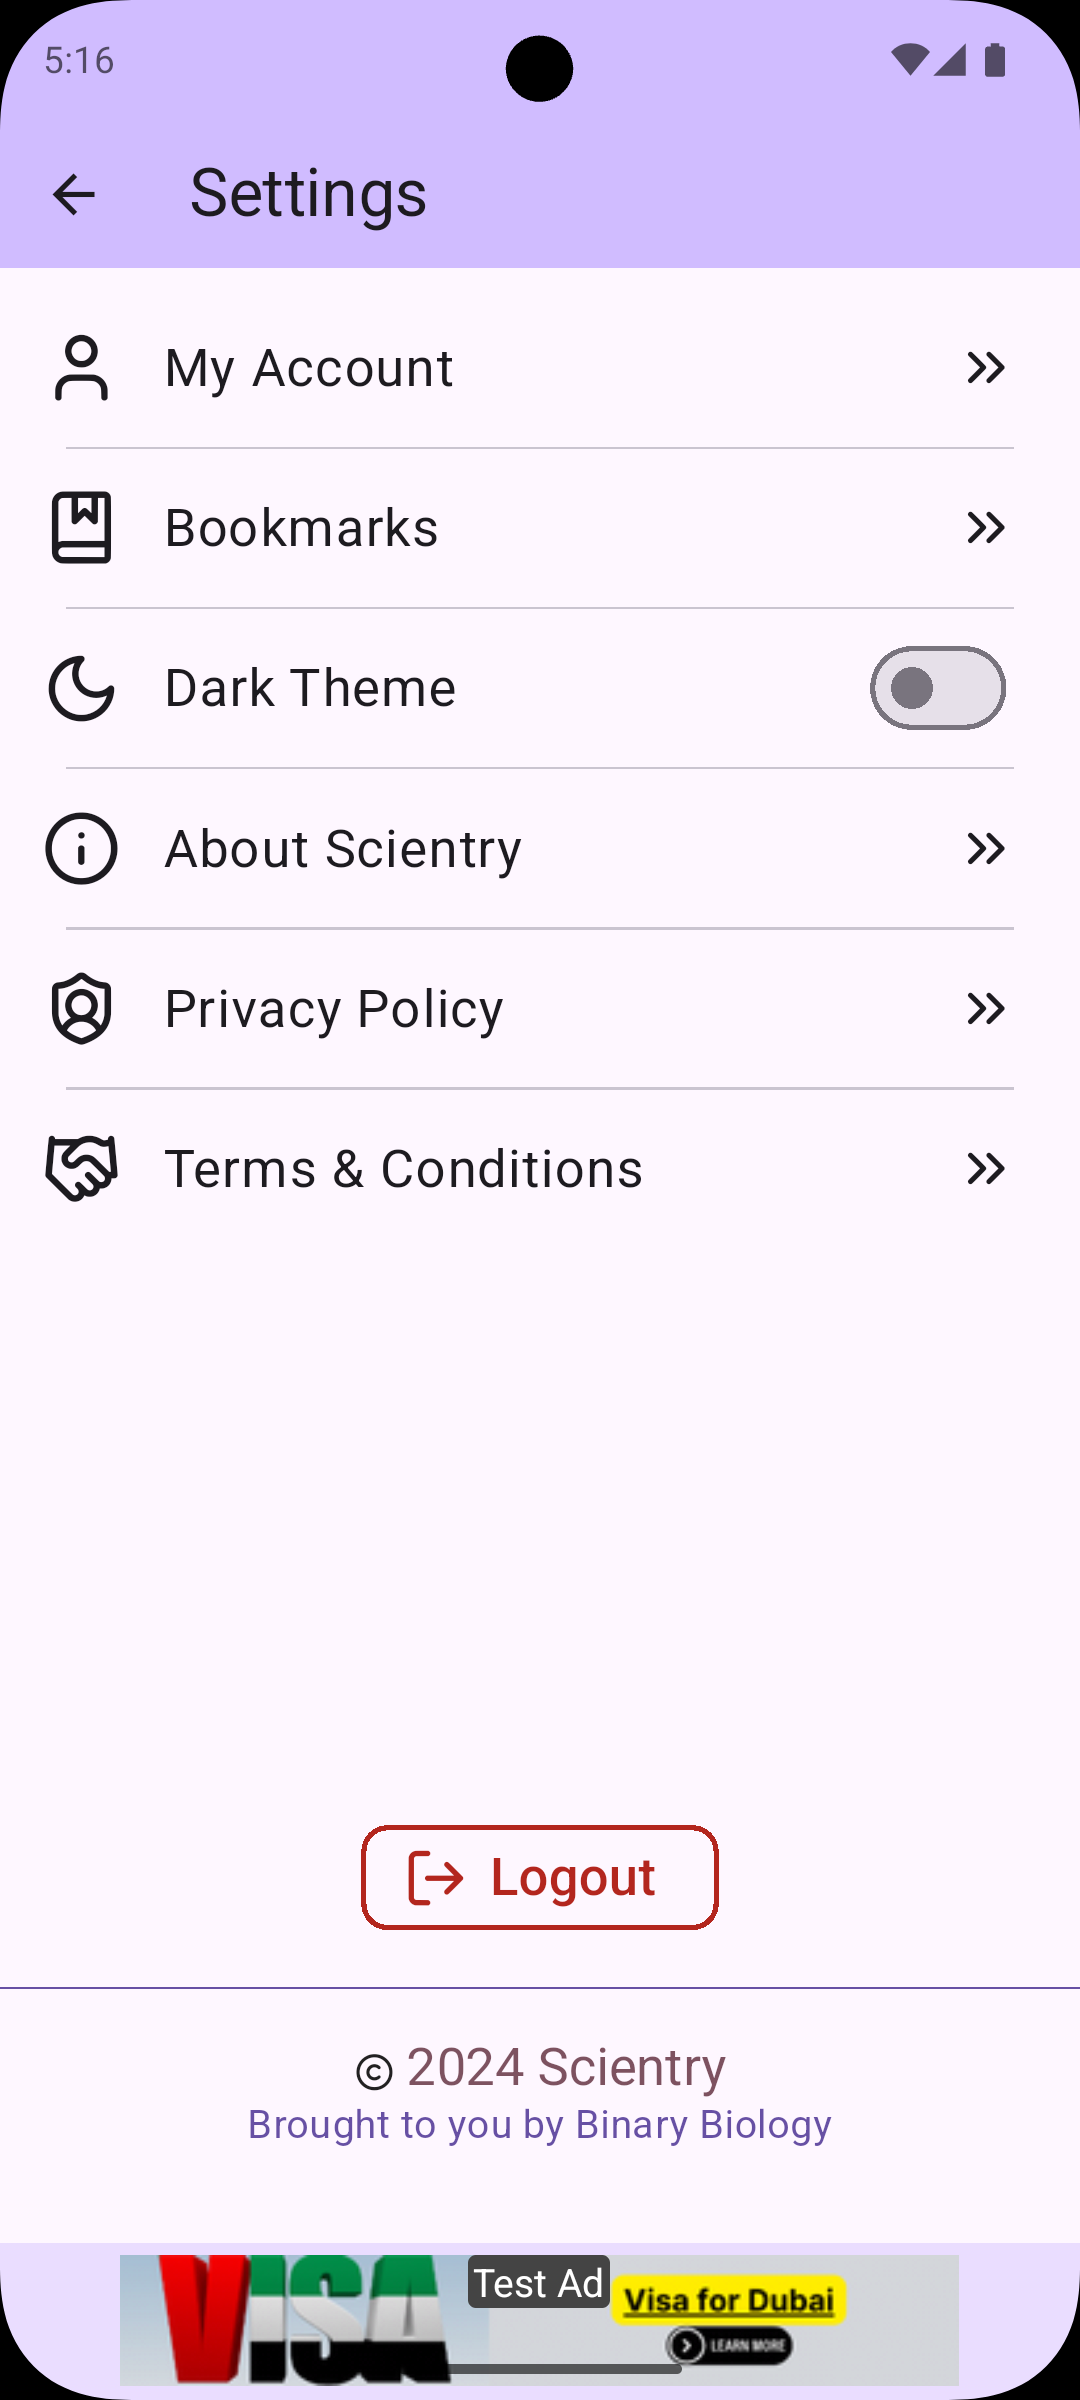 5:16
Settings
My Account
Bookmarks
Dark Theme
About Scientry
Privacy Policy
Terms & Conditions
Logout
© 2024 Scientry
Brought to you by Binary Biology
VISA
Test Ad
Visa for Dubai
LEARN MORE